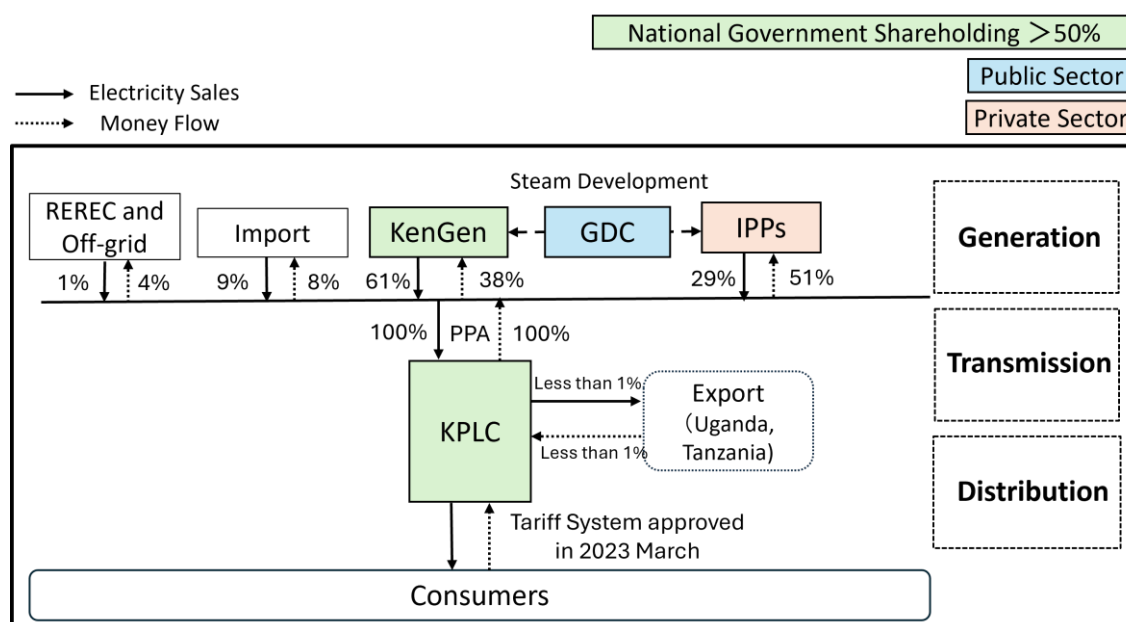 National Government Shareholding ＞50%
Public Sector
Private Sector
Electricity Sales
Money Flow
Steam Development
REREC and
Off-grid
Import
KenGen
GDC
IPPs
Generation
1%
4%
9%
8%
61%
38%
29%
51%
100%
PPA
100%
Transmission
KPLC
Less than 1%
Export
（Uganda,
Tanzania)
Less than 1%
Distribution
Tariff System approved
in 2023 March
Consumers